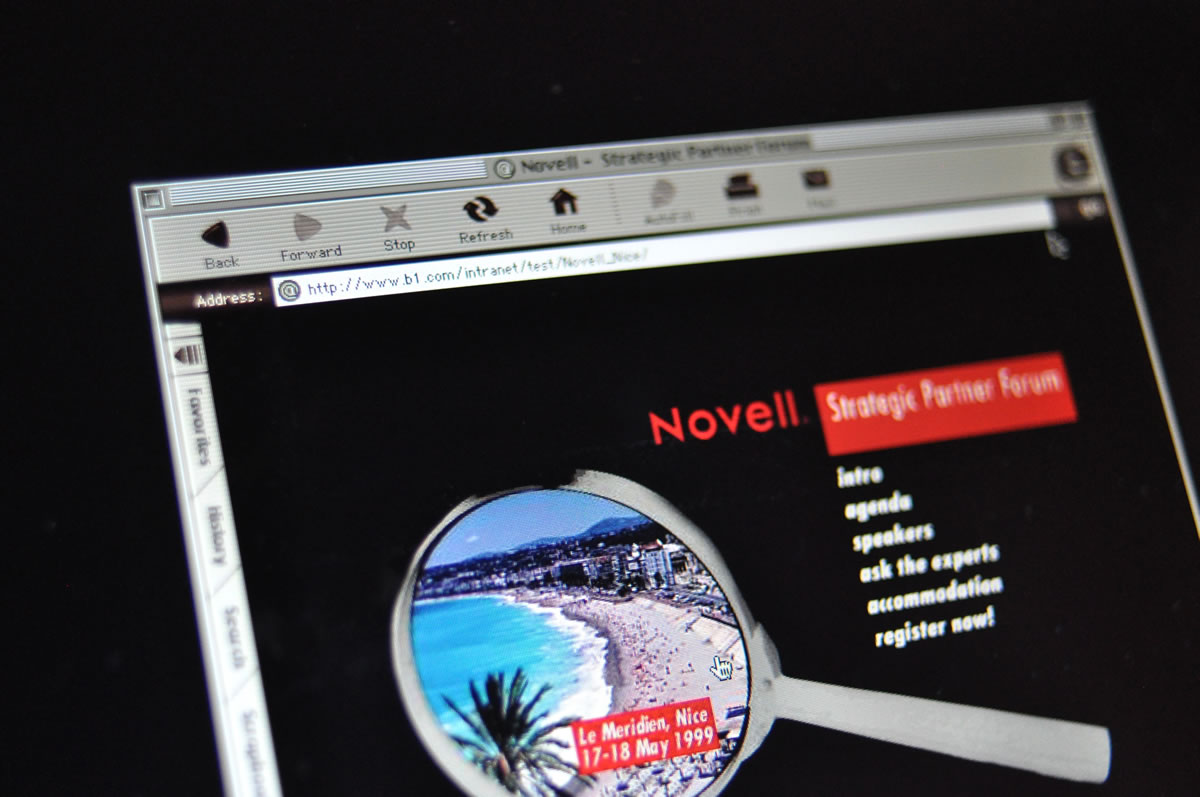 Novell - Strategic Partner Forum
Back
Forward
Stop
Refresh
Home
AutoFill
Print
Mail
Address:
http://www.b1.com/intranet/test/Novell_Nice/
Favorites
History
Search
Novell
Strategic Partner Forum
intro
agenda
speakers
ask the experts
accommodation
register now!
Le Meridien, Nice
17-18 May 1999